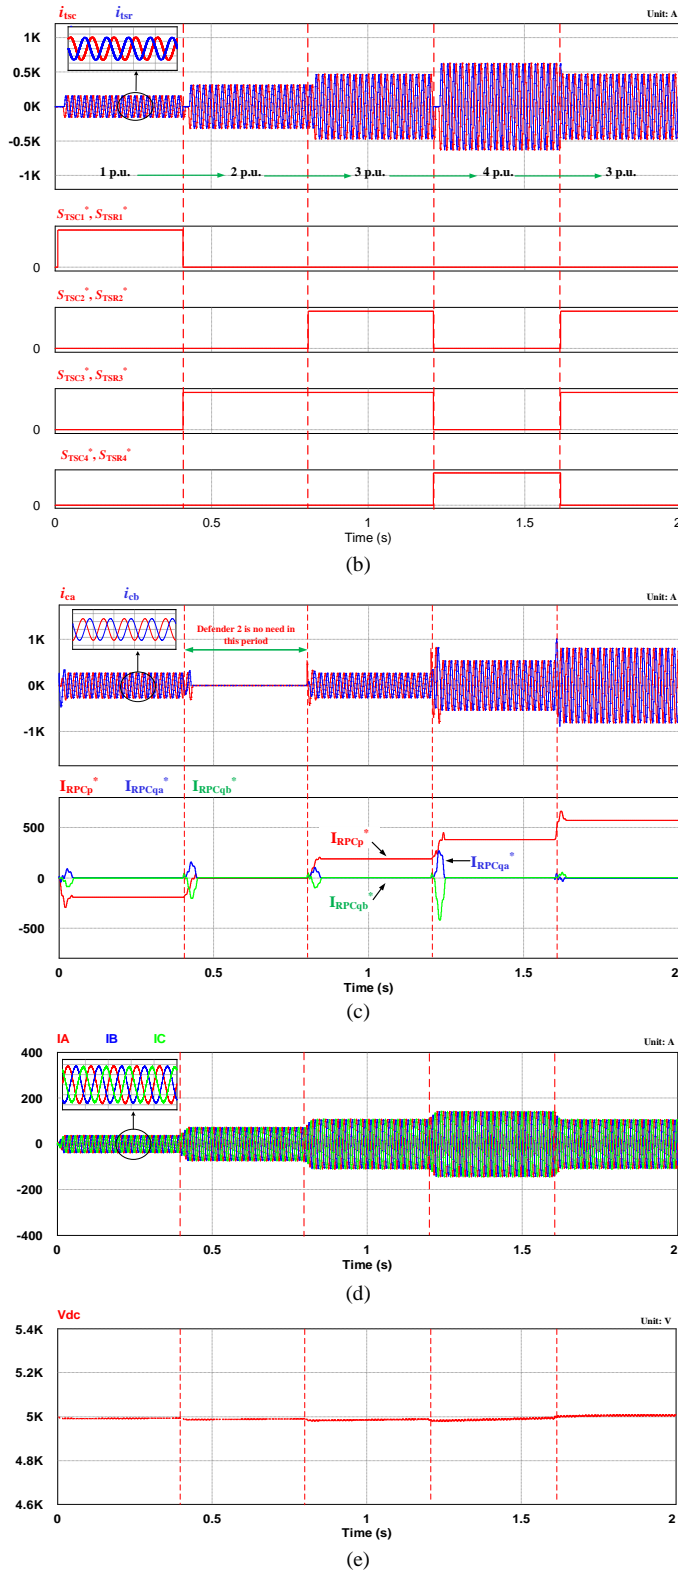 i_tsc i_tsr Unit: A
1K
0.5K
0K
-0.5K
-1K
1 p.u. 2 p.u. 3 p.u. 4 p.u. 3 p.u.
S_TSC1*, S_TSR1*
0
S_TSC2*, S_TSR2*
0
S_TSC3*, S_TSR3*
0
S_TSC4*, S_TSR4*
0
0 0.5 1 1.5 2
Time (s)
(b)
i_ca i_cb Unit: A
Defender 2 is no need in
this period
1K
0K
-1K
I_RPCp* I_RPCqa* I_RPCqb*
500
0
-500
I_RPCp*
I_RPCqa*
I_RPCqb*
0 0.5 1 1.5 2
Time (s)
(c)
IA IB IC Unit: A
400
200
0
-200
-400
0 0.5 1 1.5 2
Time (s)
(d)
Vdc Unit: V
5.4K
5.2K
5K
4.8K
4.6K
0 0.5 1 1.5 2
Time (s)
(e)